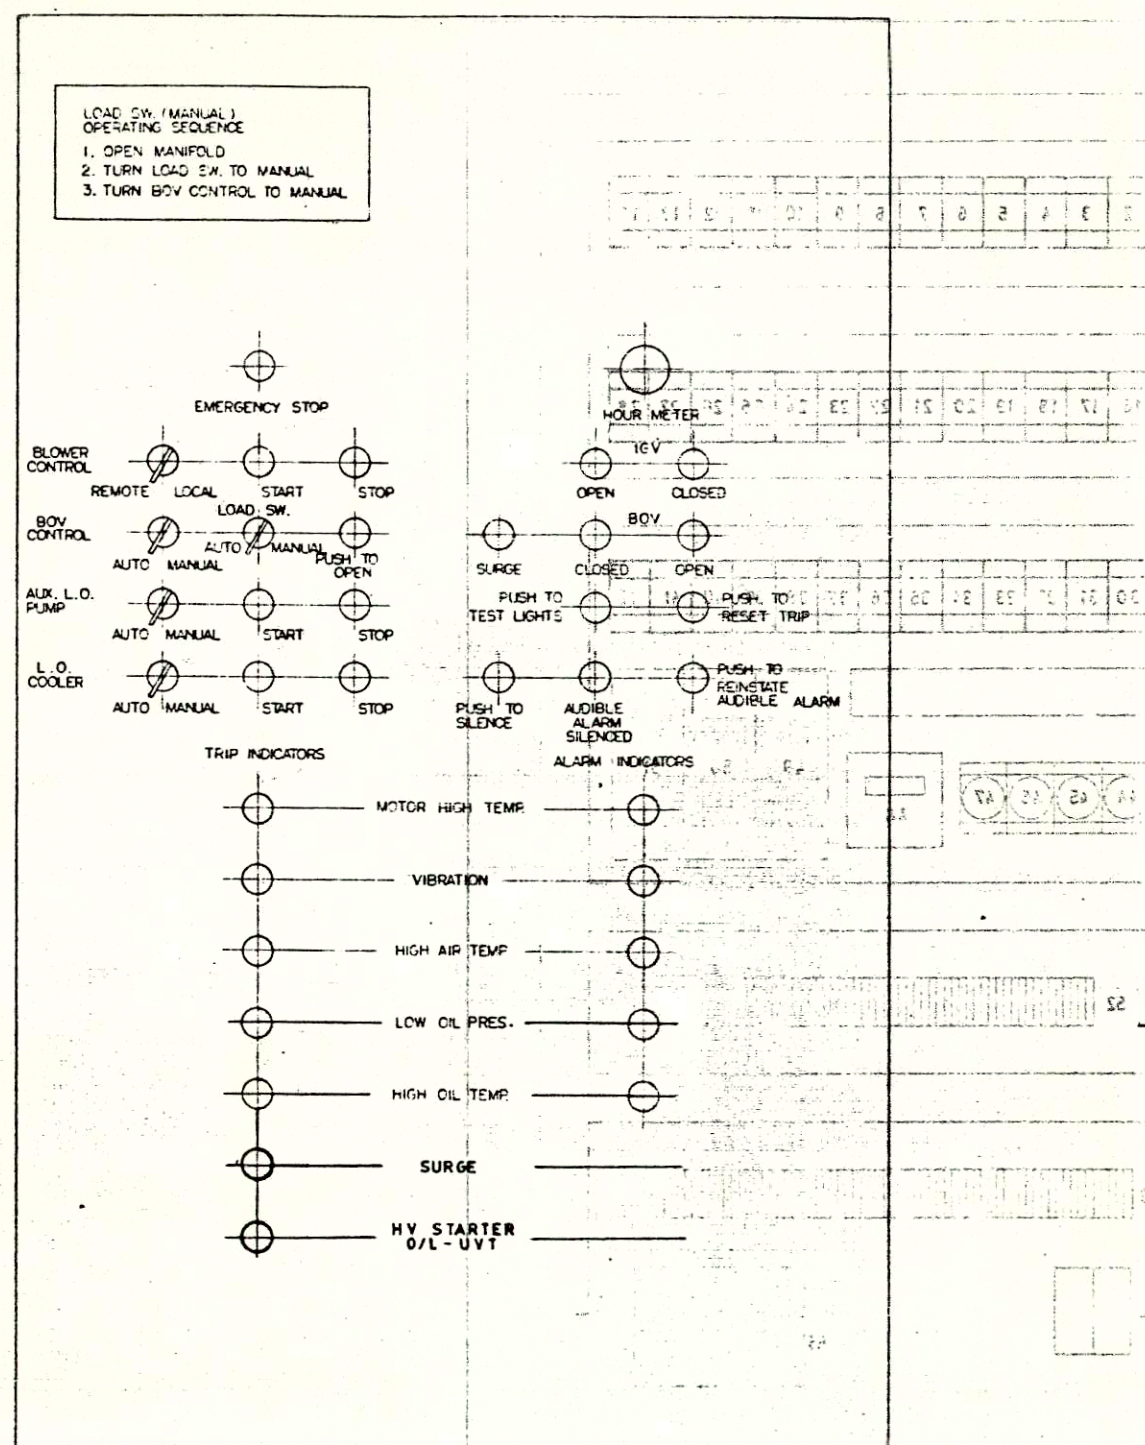 LOAD SW. (MANUAL)
OPERATING SEQUENCE
1. OPEN MANIFOLD
2. TURN LOAD SW. TO MANUAL
3. TURN BOV CONTROL TO MANUAL
EMERGENCY STOP
HOUR METER
BLOWER
CONTROL
REMOTE LOCAL START STOP
IGV
OPEN CLOSED
BOV
CONTROL
LOAD SW.
AUTO MANUAL
AUTO MANUAL
PUSH TO
OPEN
BOV
SURGE CLOSED OPEN
AUX. L.O.
PUMP
AUTO MANUAL START STOP
PUSH TO
TEST LIGHTS
PUSH TO
RESET TRIP
L.O.
COOLER
AUTO MANUAL START STOP
PUSH TO
SILENCE
AUDIBLE
ALARM
SILENCED
PUSH TO
REINSTATE
AUDIBLE ALARM
TRIP INDICATORS
ALARM INDICATORS
MOTOR HIGH TEMP.
VIBRATION
HIGH AIR TEMP
LOW OIL PRES.
HIGH OIL TEMP.
SURGE
HV STARTER
O/L-UVT